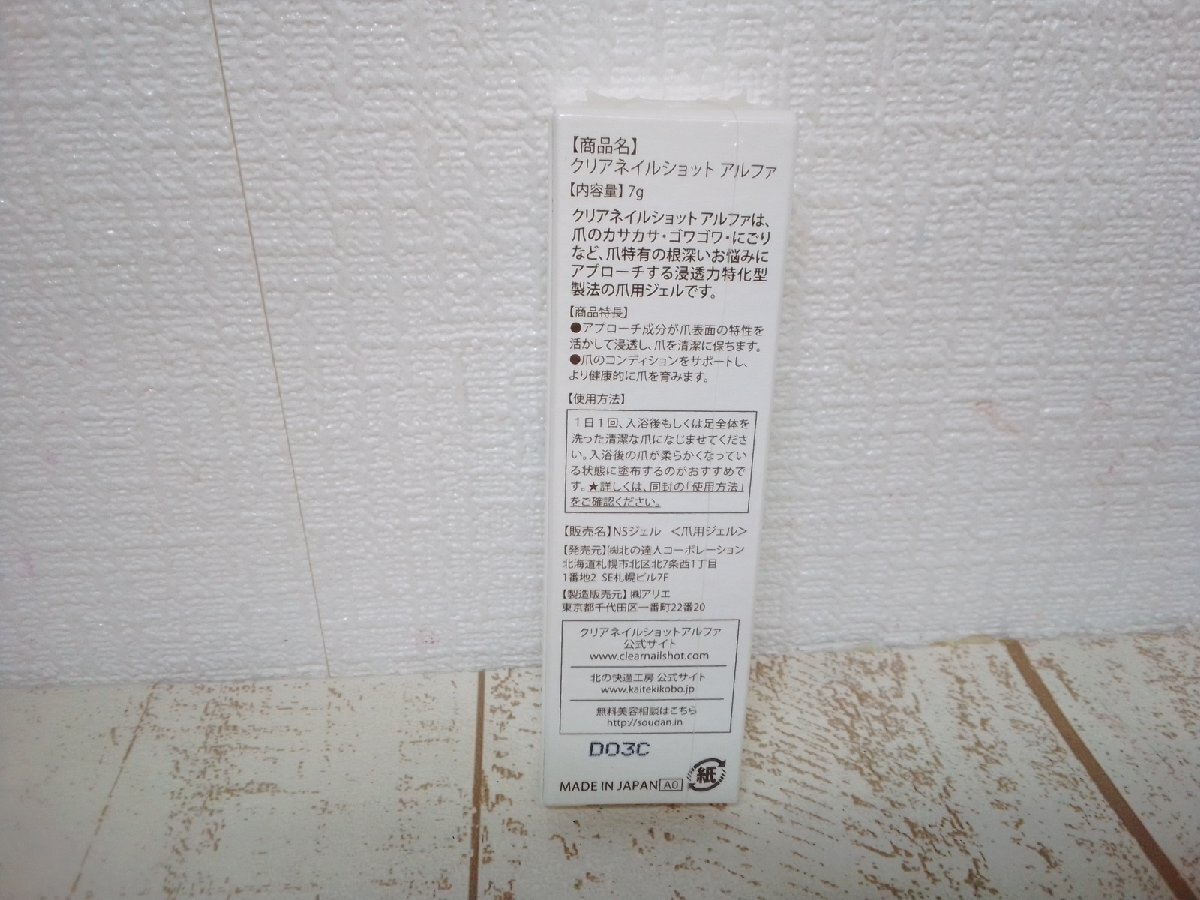 【商品名】
クリアネイルショット アルファ
【内容量】7g
クリアネイルショット アルファは、
爪のカサカサ・ゴワゴワ・にごり
など、爪特有の根深いお悩みに
アプローチする浸透力特化型
製法の爪用ジェルです。
【商品特長】
●アプローチ成分が爪表面の特性を
活かして浸透し、爪を清潔に保ちます。
●爪のコンディションをサポートし、
より健康的に爪を育みます。
【使用方法】
1日1回、入浴後もしくは足全体を
洗った清潔な爪になじませてくださ
い。入浴後の爪が柔らかくなってい
る状態に塗布するのがおすすめで
す。★詳しくは、同封の「使用方法」
をご確認ください。
【販売名】NSジェル <爪用ジェル>
【発売元】㈱北の達人コーポレーション
北海道札幌市北区北7条西1丁目
1番地2 SE札幌ビル7F
【製造販売元】㈱アリエ
東京都千代田区一番町22番20
クリアネイルショットアルファ
公式サイト
www.clearnailshot.com
北の快適工房 公式サイト
www.kaitekikobo.jp
無料美容相談はこちら
http://soudan.in
D03C
MADE IN JAPAN A0
紙